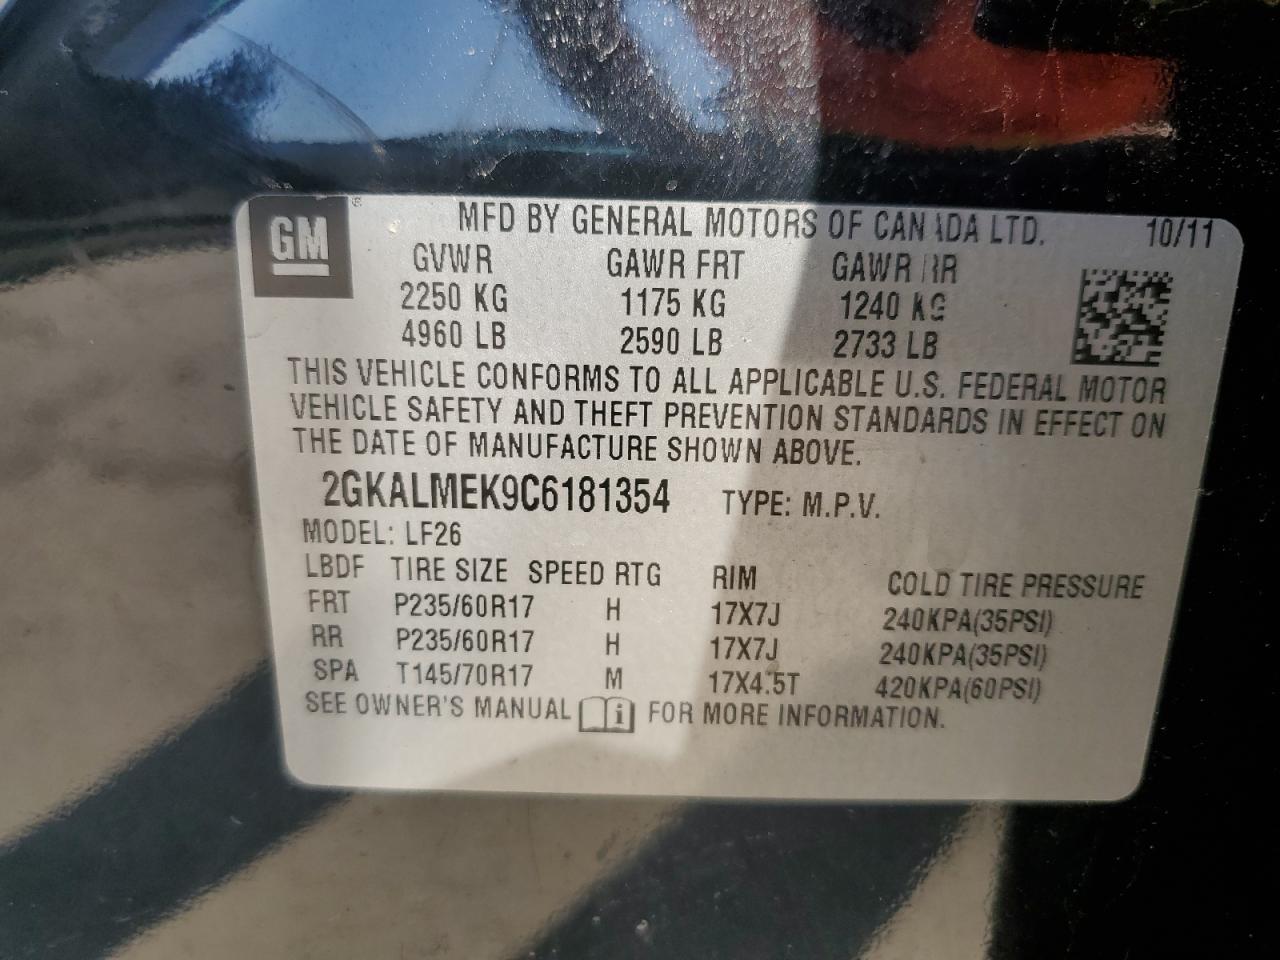 GM ® MFD BY GENERAL MOTORS OF CANADA LTD. 10/11
GVWR GAWR FRT GAWR RR
2250 KG 1175 KG 1240 KG
4960 LB 2590 LB 2733 LB
THIS VEHICLE CONFORMS TO ALL APPLICABLE U.S. FEDERAL MOTOR
VEHICLE SAFETY AND THEFT PREVENTION STANDARDS IN EFFECT ON
THE DATE OF MANUFACTURE SHOWN ABOVE.
2GKALMEK9C6181354 TYPE: M.P.V.
MODEL: LF26
LBDF TIRE SIZE SPEED RTG RIM COLD TIRE PRESSURE
FRT P235/60R17 H 17X7J 240KPA(35PSI)
RR P235/60R17 H 17X7J 240KPA(35PSI)
SPA T145/70R17 M 17X4.5T 420KPA(60PSI)
SEE OWNER'S MANUAL i FOR MORE INFORMATION.